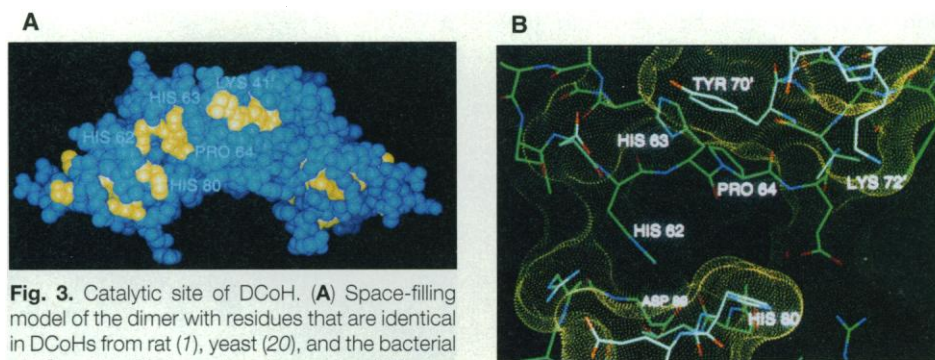 A
LYS 41'
HIS 63
HIS 62
PRO 64
HIS 80
Fig. 3. Catalytic site of DCoH. (A) Space-filling
model of the dimer with residues that are identical
in DCoHs from rat (1), yeast (20), and the bacterial
B
TYR 70'
HIS 63
PRO 64
LYS 72'
HIS 62
HIS 80